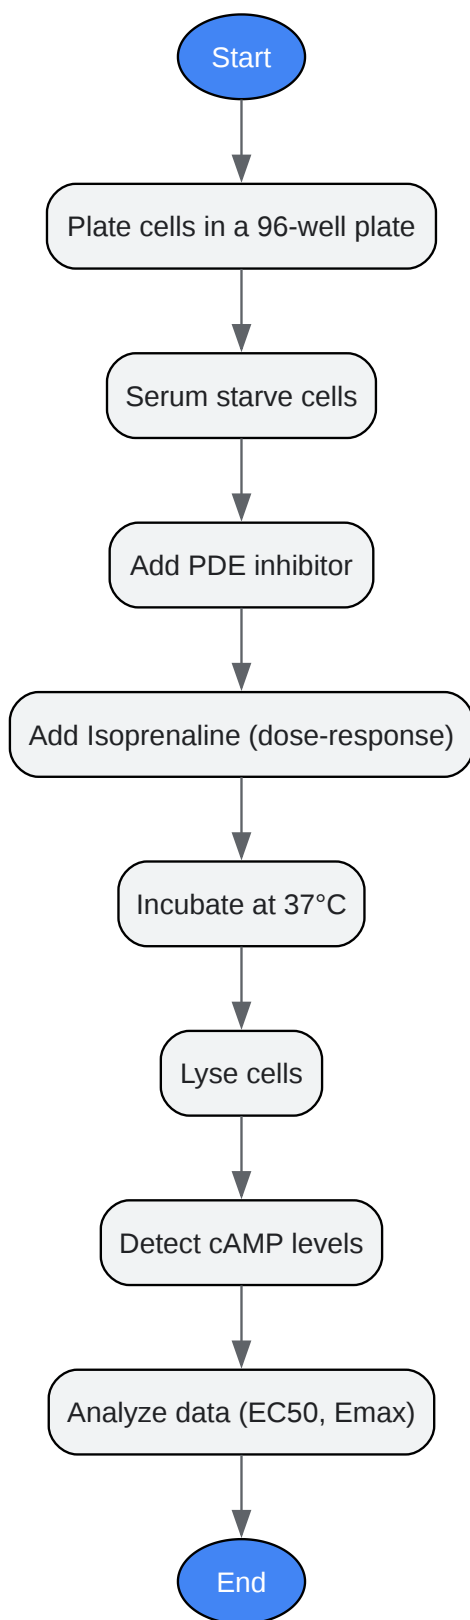 Start
Plate cells in a 96-well plate
Serum starve cells
Add PDE inhibitor
Add Isoprenaline (dose-response)
Incubate at 37°C
Lyse cells
Detect cAMP levels
Analyze data (EC50, Emax)
End